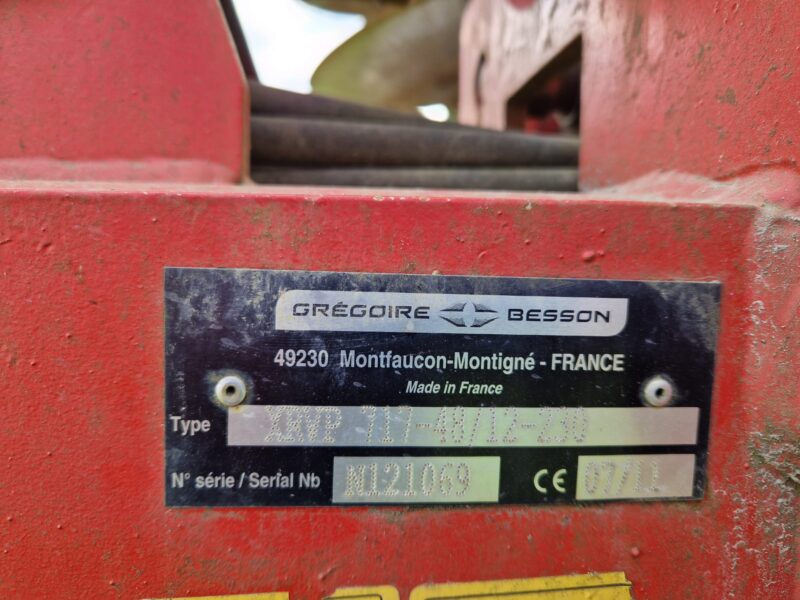 GRÉGOIRE BESSON
49230 Montfaucon-Montigné - FRANCE
Made in France
Type 717-48/12-230
N° série / Serial Nb N121069 CE 07/11